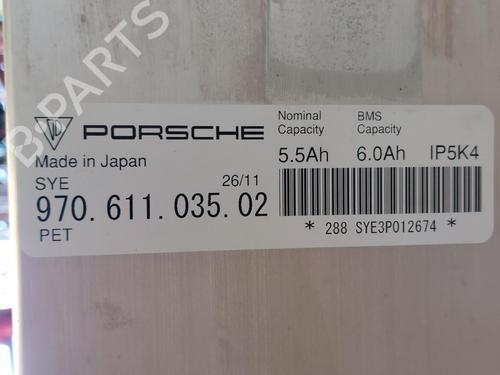 B-PARTS
PORSCHE
Nominal Capacity
BMS Capacity
Made in Japan
5.5Ah 6.0Ah IP5K4
SYE 26/11
970.611.035.02
PET
* 288 SYE3P012674 *